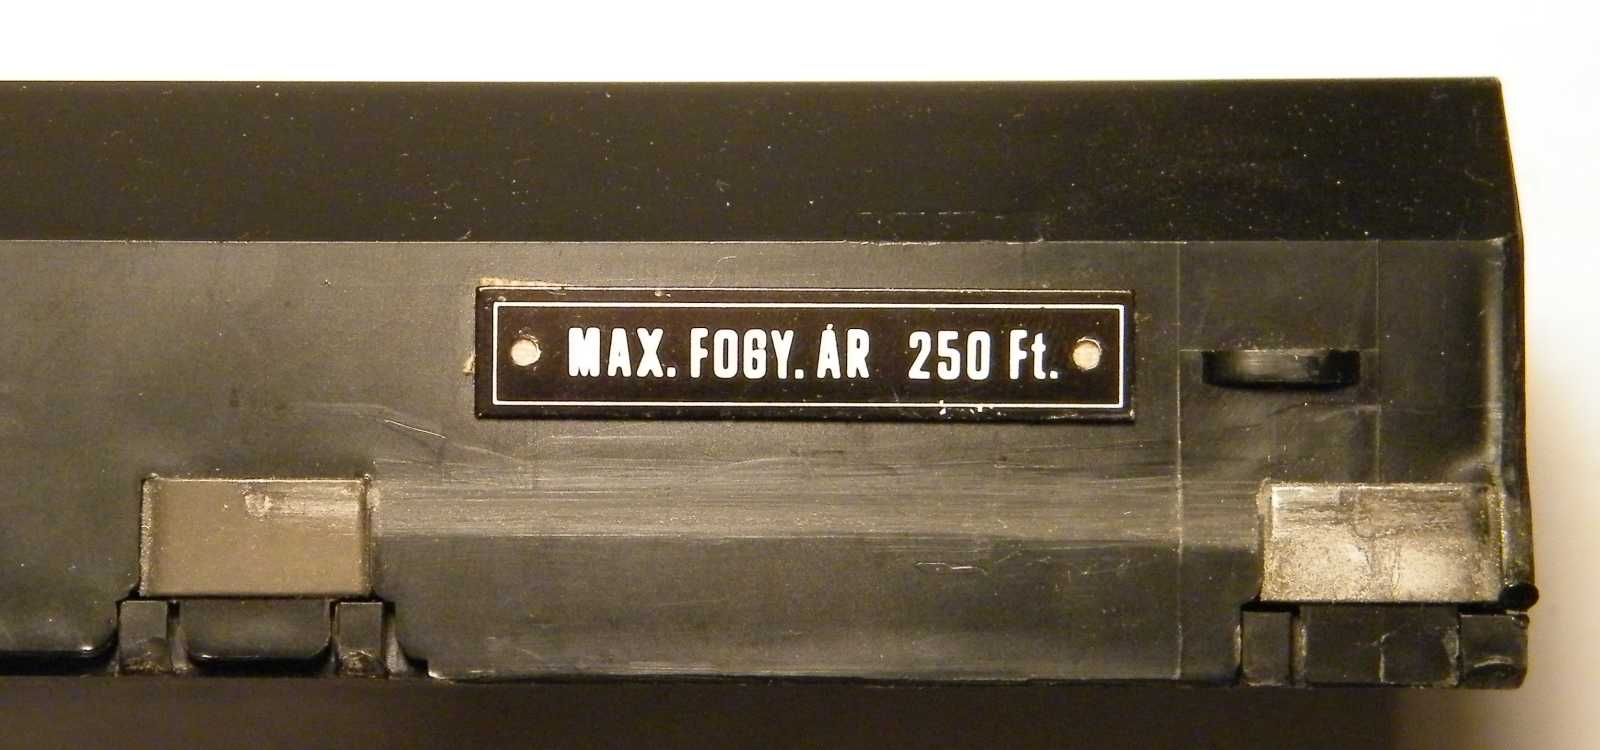 MAX. FOGY. ÁR 250 Ft.